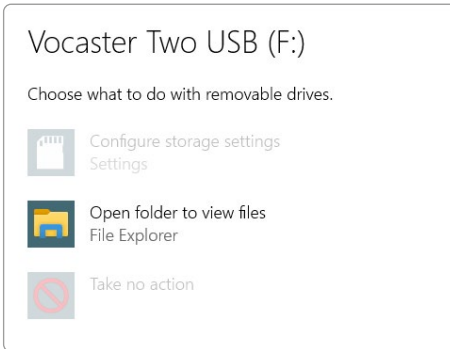 Vocaster Two USB (F:)
Choose what to do with removable drives.
Configure storage settings
Settings
Open folder to view files
File Explorer
Take no action